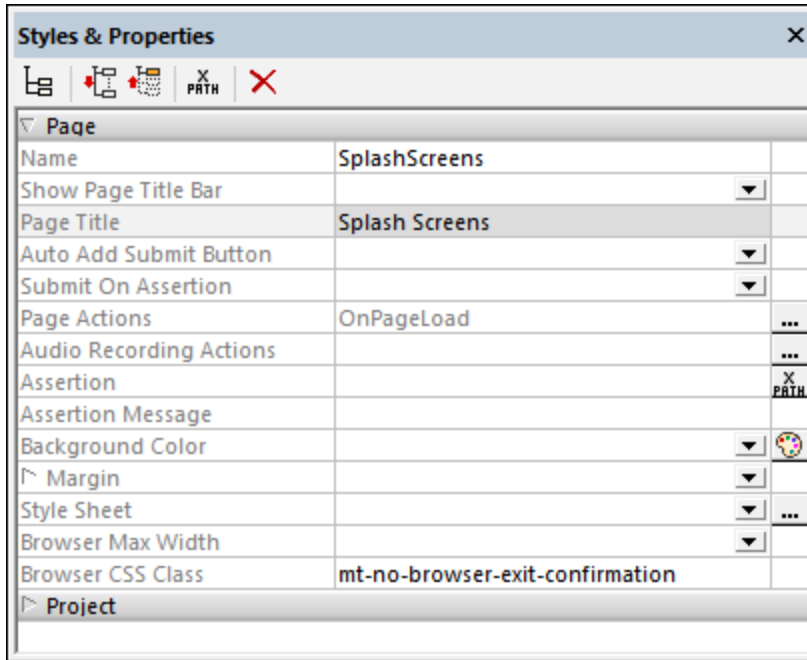 Styles & Properties
X PATH
Page
Name SplashScreens
Show Page Title Bar
Page Title Splash Screens
Auto Add Submit Button
Submit On Assertion
Page Actions OnPageLoad ...
Audio Recording Actions ...
Assertion X PATH
Assertion Message
Background Color
Margin
Style Sheet ...
Browser Max Width
Browser CSS Class mt-no-browser-exit-confirmation
Project